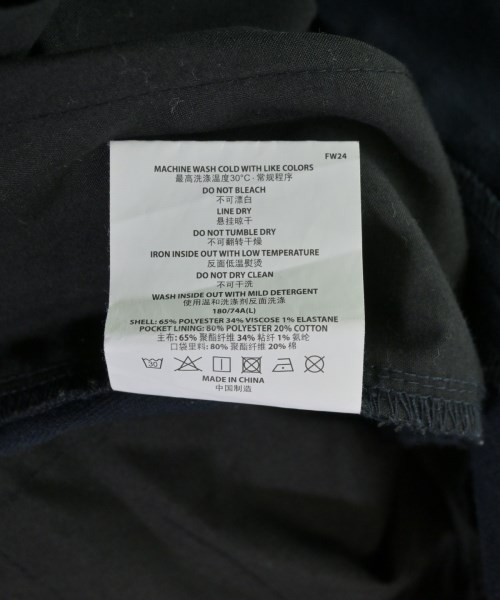 FW24
MACHINE WASH COLD WITH LIKE COLORS
最高洗涤温度30°C·常规程序
DO NOT BLEACH
不可漂白
LINE DRY
悬挂晾干
DO NOT TUMBLE DRY
不可翻转干燥
IRON INSIDE OUT WITH LOW TEMPERATURE
反面低温熨烫
DO NOT DRY CLEAN
不可干洗
WASH INSIDE OUT WITH MILD DETERGENT
使用温和洗涤剂反面洗涤
180/74A(L)
SHELL: 65% POLYESTER 34% VISCOSE 1% ELASTANE
POCKET LINING: 80% POLYESTER 20% COTTON
主布: 65% 聚酯纤维 34% 粘纤 1% 氨纶
口袋里料: 80% 聚酯纤维 20% 棉
MADE IN CHINA
中国制造